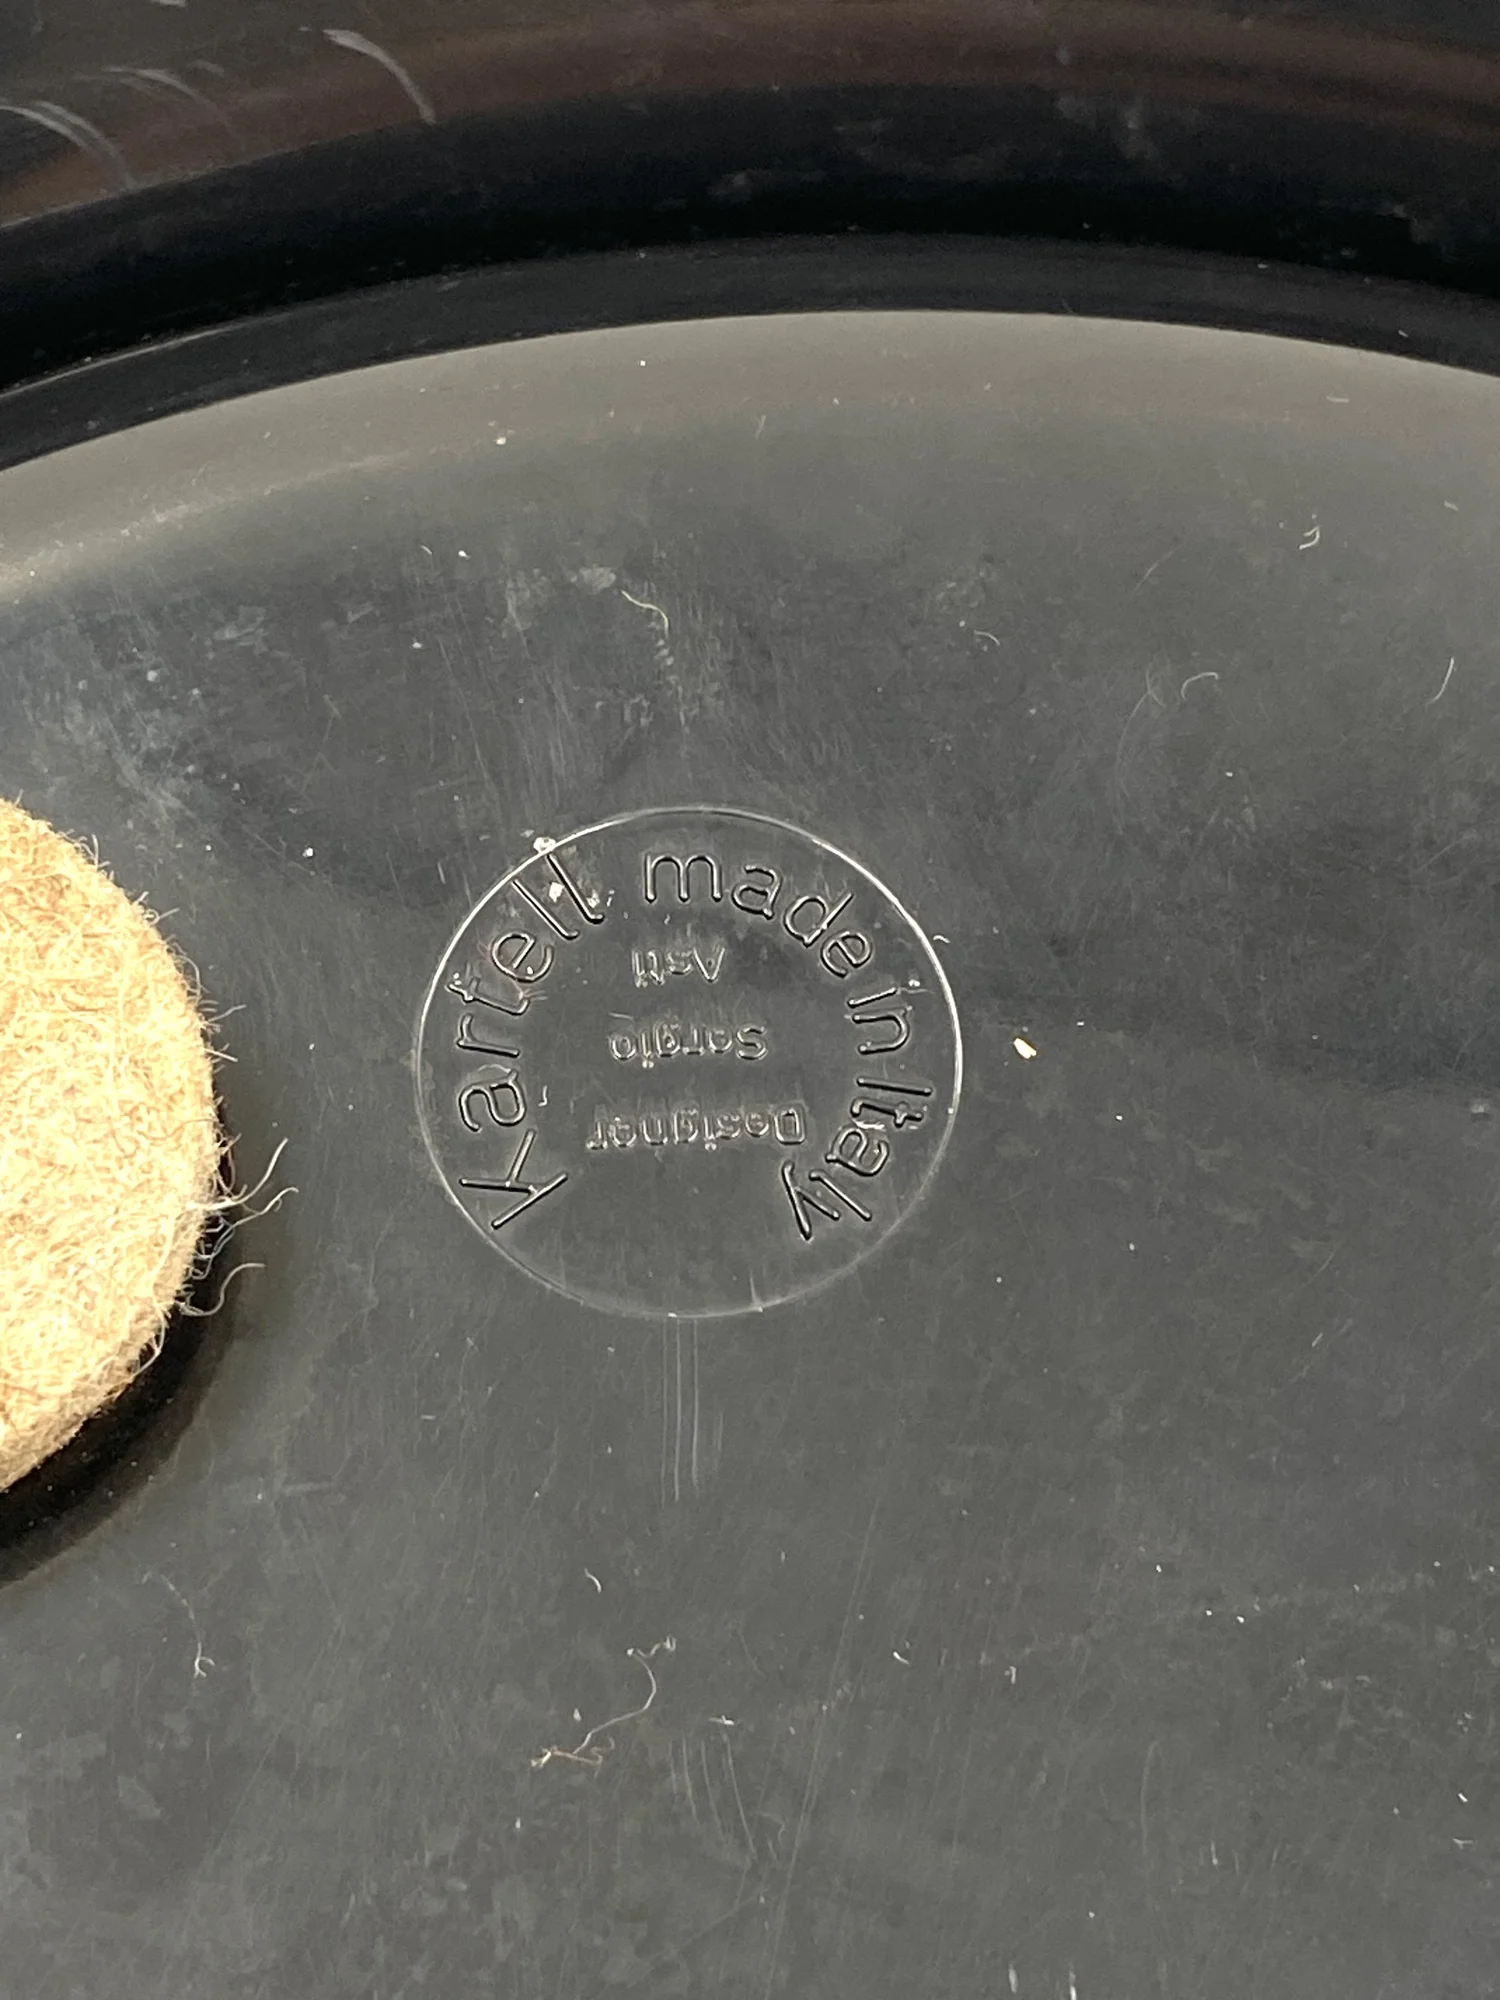 Kartell made in Italy
Designer
Sergio
Asti